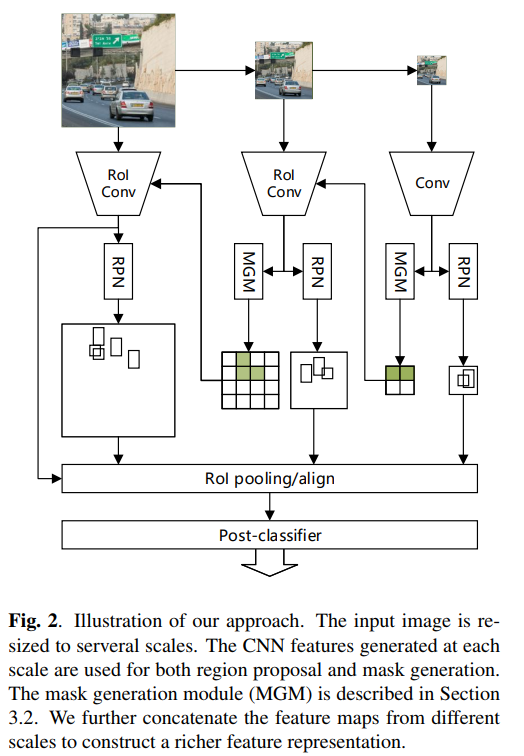 RoI
Conv
RoI
Conv
Conv
RPN
MGM
RPN
MGM
RPN
RoI pooling/align
Post-classifier
Fig. 2. Illustration of our approach. The input image is re-
sized to serveral scales. The CNN features generated at each
scale are used for both region proposal and mask generation.
The mask generation module (MGM) is described in Section
3.2. We further concatenate the feature maps from different
scales to construct a richer feature representation.